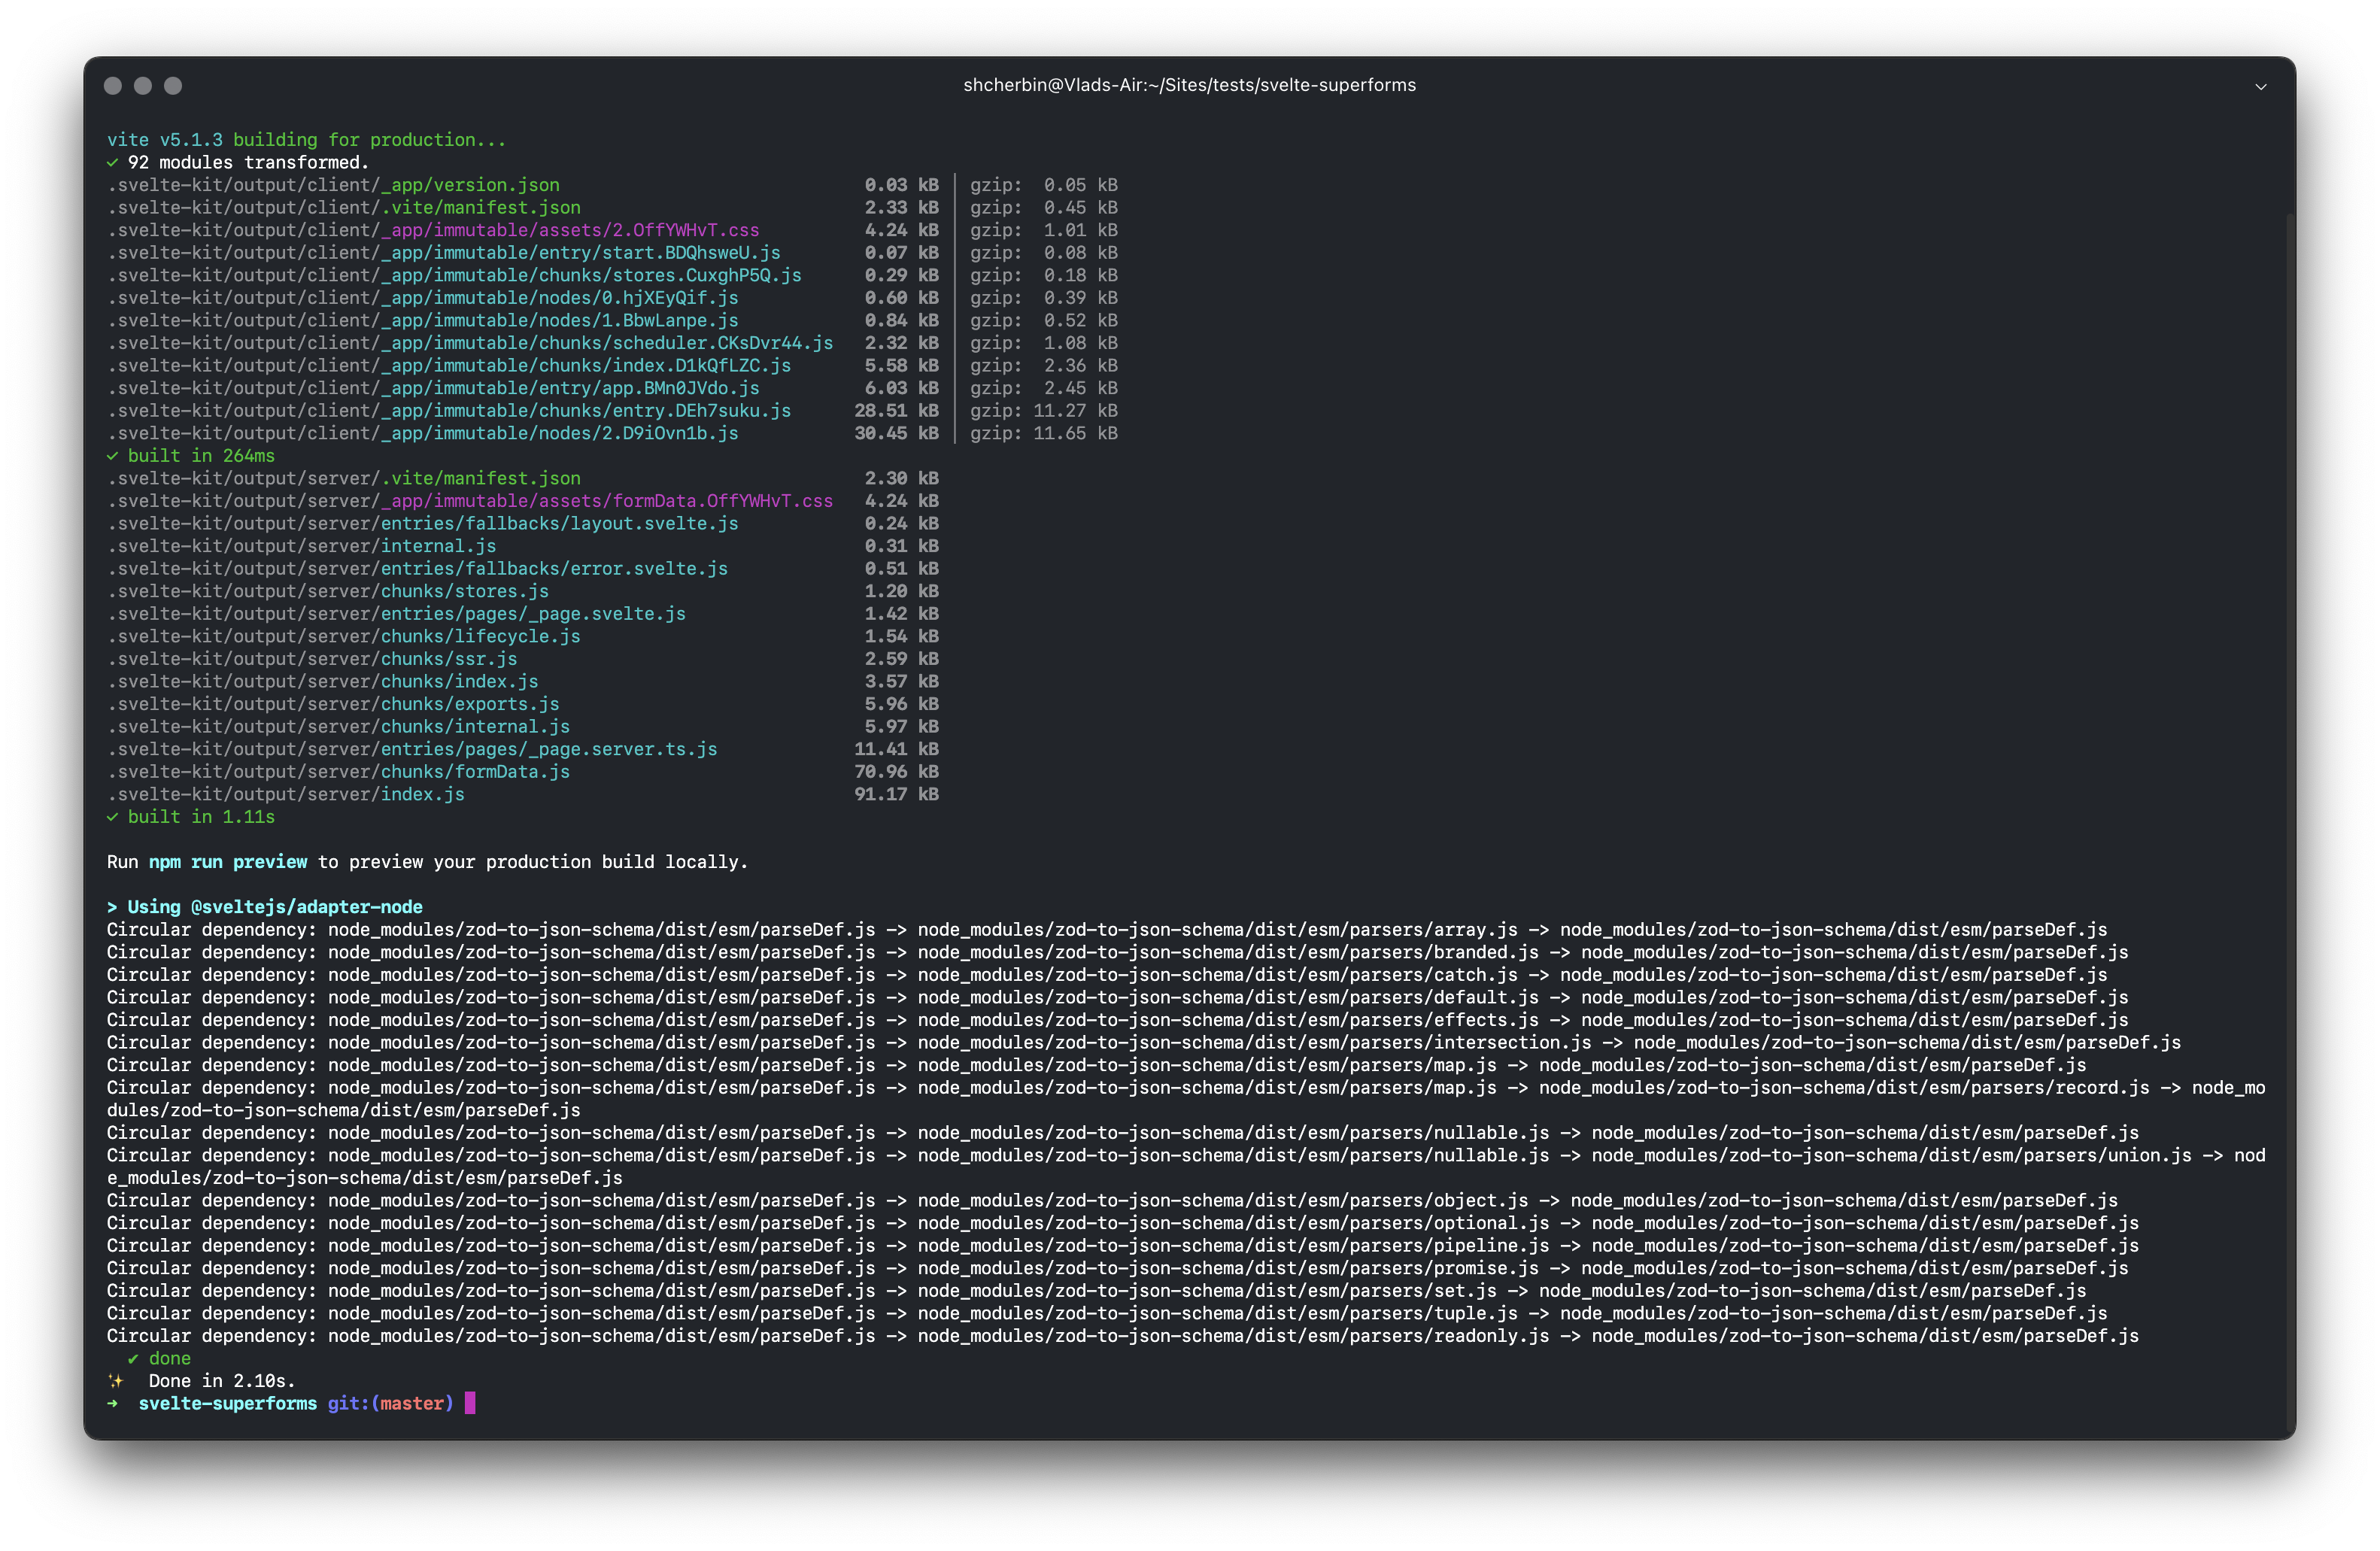 shcherbin@Vlads-Air:~/Sites/tests/svelte-superforms
vite v5.1.3 building for production...
✓ 92 modules transformed.
.svelte-kit/output/client/_app/version.json 0.03 kB │ gzip: 0.05 kB
.svelte-kit/output/client/.vite/manifest.json 2.33 kB │ gzip: 0.45 kB
.svelte-kit/output/client/_app/immutable/assets/2.OffYWHvT.css 4.24 kB │ gzip: 1.01 kB
.svelte-kit/output/client/_app/immutable/entry/start.BDQhsweU.js 0.07 kB │ gzip: 0.08 kB
.svelte-kit/output/client/_app/immutable/chunks/stores.CuxghP5Q.js 0.29 kB │ gzip: 0.18 kB
.svelte-kit/output/client/_app/immutable/nodes/0.hjXEyQif.js 0.60 kB │ gzip: 0.39 kB
.svelte-kit/output/client/_app/immutable/nodes/1.BbwLanpe.js 0.84 kB │ gzip: 0.52 kB
.svelte-kit/output/client/_app/immutable/chunks/scheduler.CKsDvr44.js 2.32 kB │ gzip: 1.08 kB
.svelte-kit/output/client/_app/immutable/chunks/index.D1kQfLZC.js 5.58 kB │ gzip: 2.36 kB
.svelte-kit/output/client/_app/immutable/entry/app.BMn0JVdo.js 6.03 kB │ gzip: 2.45 kB
.svelte-kit/output/client/_app/immutable/chunks/entry.DEh7suku.js 28.51 kB │ gzip: 11.27 kB
.svelte-kit/output/client/_app/immutable/nodes/2.D9iOvn1b.js 30.45 kB │ gzip: 11.65 kB
✓ built in 264ms
.svelte-kit/output/server/.vite/manifest.json 2.30 kB
.svelte-kit/output/server/_app/immutable/assets/formData.OffYWHvT.css 4.24 kB
.svelte-kit/output/server/entries/fallbacks/layout.svelte.js 0.24 kB
.svelte-kit/output/server/internal.js 0.31 kB
.svelte-kit/output/server/entries/fallbacks/error.svelte.js 0.51 kB
.svelte-kit/output/server/chunks/stores.js 1.20 kB
.svelte-kit/output/server/entries/pages/_page.svelte.js 1.42 kB
.svelte-kit/output/server/chunks/lifecycle.js 1.54 kB
.svelte-kit/output/server/chunks/ssr.js 2.59 kB
.svelte-kit/output/server/chunks/index.js 3.57 kB
.svelte-kit/output/server/chunks/exports.js 5.96 kB
.svelte-kit/output/server/chunks/internal.js 5.97 kB
.svelte-kit/output/server/entries/pages/_page.server.ts.js 11.41 kB
.svelte-kit/output/server/chunks/formData.js 70.96 kB
.svelte-kit/output/server/index.js 91.17 kB
✓ built in 1.11s
Run npm run preview to preview your production build locally.
> Using @sveltejs/adapter-node
Circular dependency: node_modules/zod-to-json-schema/dist/esm/parseDef.js -> node_modules/zod-to-json-schema/dist/esm/parsers/array.js -> node_modules/zod-to-json-schema/dist/esm/parseDef.js
Circular dependency: node_modules/zod-to-json-schema/dist/esm/parseDef.js -> node_modules/zod-to-json-schema/dist/esm/parsers/branded.js -> node_modules/zod-to-json-schema/dist/esm/parseDef.js
Circular dependency: node_modules/zod-to-json-schema/dist/esm/parseDef.js -> node_modules/zod-to-json-schema/dist/esm/parsers/catch.js -> node_modules/zod-to-json-schema/dist/esm/parseDef.js
Circular dependency: node_modules/zod-to-json-schema/dist/esm/parseDef.js -> node_modules/zod-to-json-schema/dist/esm/parsers/default.js -> node_modules/zod-to-json-schema/dist/esm/parseDef.js
Circular dependency: node_modules/zod-to-json-schema/dist/esm/parseDef.js -> node_modules/zod-to-json-schema/dist/esm/parsers/effects.js -> node_modules/zod-to-json-schema/dist/esm/parseDef.js
Circular dependency: node_modules/zod-to-json-schema/dist/esm/parseDef.js -> node_modules/zod-to-json-schema/dist/esm/parsers/intersection.js -> node_modules/zod-to-json-schema/dist/esm/parseDef.js
Circular dependency: node_modules/zod-to-json-schema/dist/esm/parseDef.js -> node_modules/zod-to-json-schema/dist/esm/parsers/map.js -> node_modules/zod-to-json-schema/dist/esm/parseDef.js
Circular dependency: node_modules/zod-to-json-schema/dist/esm/parseDef.js -> node_modules/zod-to-json-schema/dist/esm/parsers/map.js -> node_modules/zod-to-json-schema/dist/esm/parsers/record.js -> node_mo
dules/zod-to-json-schema/dist/esm/parseDef.js
Circular dependency: node_modules/zod-to-json-schema/dist/esm/parseDef.js -> node_modules/zod-to-json-schema/dist/esm/parsers/nullable.js -> node_modules/zod-to-json-schema/dist/esm/parseDef.js
Circular dependency: node_modules/zod-to-json-schema/dist/esm/parseDef.js -> node_modules/zod-to-json-schema/dist/esm/parsers/nullable.js -> node_modules/zod-to-json-schema/dist/esm/parsers/union.js -> nod
e_modules/zod-to-json-schema/dist/esm/parseDef.js
Circular dependency: node_modules/zod-to-json-schema/dist/esm/parseDef.js -> node_modules/zod-to-json-schema/dist/esm/parsers/object.js -> node_modules/zod-to-json-schema/dist/esm/parseDef.js
Circular dependency: node_modules/zod-to-json-schema/dist/esm/parseDef.js -> node_modules/zod-to-json-schema/dist/esm/parsers/optional.js -> node_modules/zod-to-json-schema/dist/esm/parseDef.js
Circular dependency: node_modules/zod-to-json-schema/dist/esm/parseDef.js -> node_modules/zod-to-json-schema/dist/esm/parsers/pipeline.js -> node_modules/zod-to-json-schema/dist/esm/parseDef.js
Circular dependency: node_modules/zod-to-json-schema/dist/esm/parseDef.js -> node_modules/zod-to-json-schema/dist/esm/parsers/promise.js -> node_modules/zod-to-json-schema/dist/esm/parseDef.js
Circular dependency: node_modules/zod-to-json-schema/dist/esm/parseDef.js -> node_modules/zod-to-json-schema/dist/esm/parsers/set.js -> node_modules/zod-to-json-schema/dist/esm/parseDef.js
Circular dependency: node_modules/zod-to-json-schema/dist/esm/parseDef.js -> node_modules/zod-to-json-schema/dist/esm/parsers/tuple.js -> node_modules/zod-to-json-schema/dist/esm/parseDef.js
Circular dependency: node_modules/zod-to-json-schema/dist/esm/parseDef.js -> node_modules/zod-to-json-schema/dist/esm/parsers/readonly.js -> node_modules/zod-to-json-schema/dist/esm/parseDef.js
✔ done
✨ Done in 2.10s.
➜ svelte-superforms git:(master)